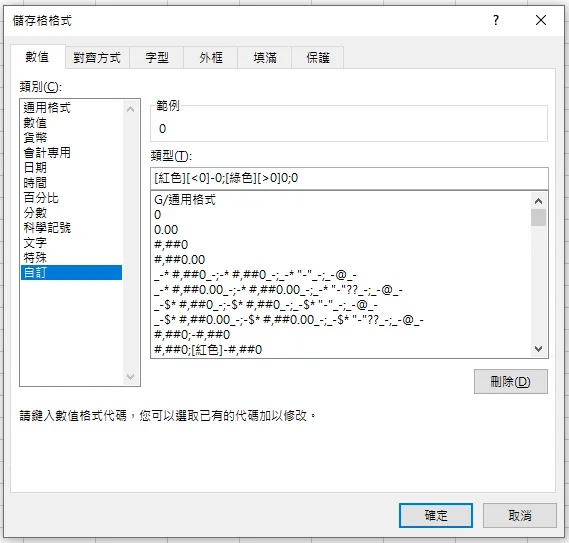 儲存格格式
數值 對齊方式 字型 外框 填滿 保護
類別(C):
通用格式
數值
貨幣
會計專用
日期
時間
百分比
分數
科學記號
文字
特殊
自訂
範例
0
類型(T):
[紅色][<0]-0;[綠色][>0]0;0
G/通用格式
0
0.00
#,##0
#,##0.00
_-* #,##0_-;-* #,##0_-;_-* "-"_-;_-@_-
_-* #,##0.00_-;-* #,##0.00_-;_-* "-"??_-;_-@_-
_-$* #,##0_-;-$* #,##0_-;_-$* "-"_-;_-@_-
_-$* #,##0.00_-;-$* #,##0.00_-;_-$* "-"??_-;_-@_-
#,##0;-#,##0
#,##0;[紅色]-#,##0
刪除(D)
請鍵入數值格式代碼，您可以選取已有的代碼加以修改。
確定 取消